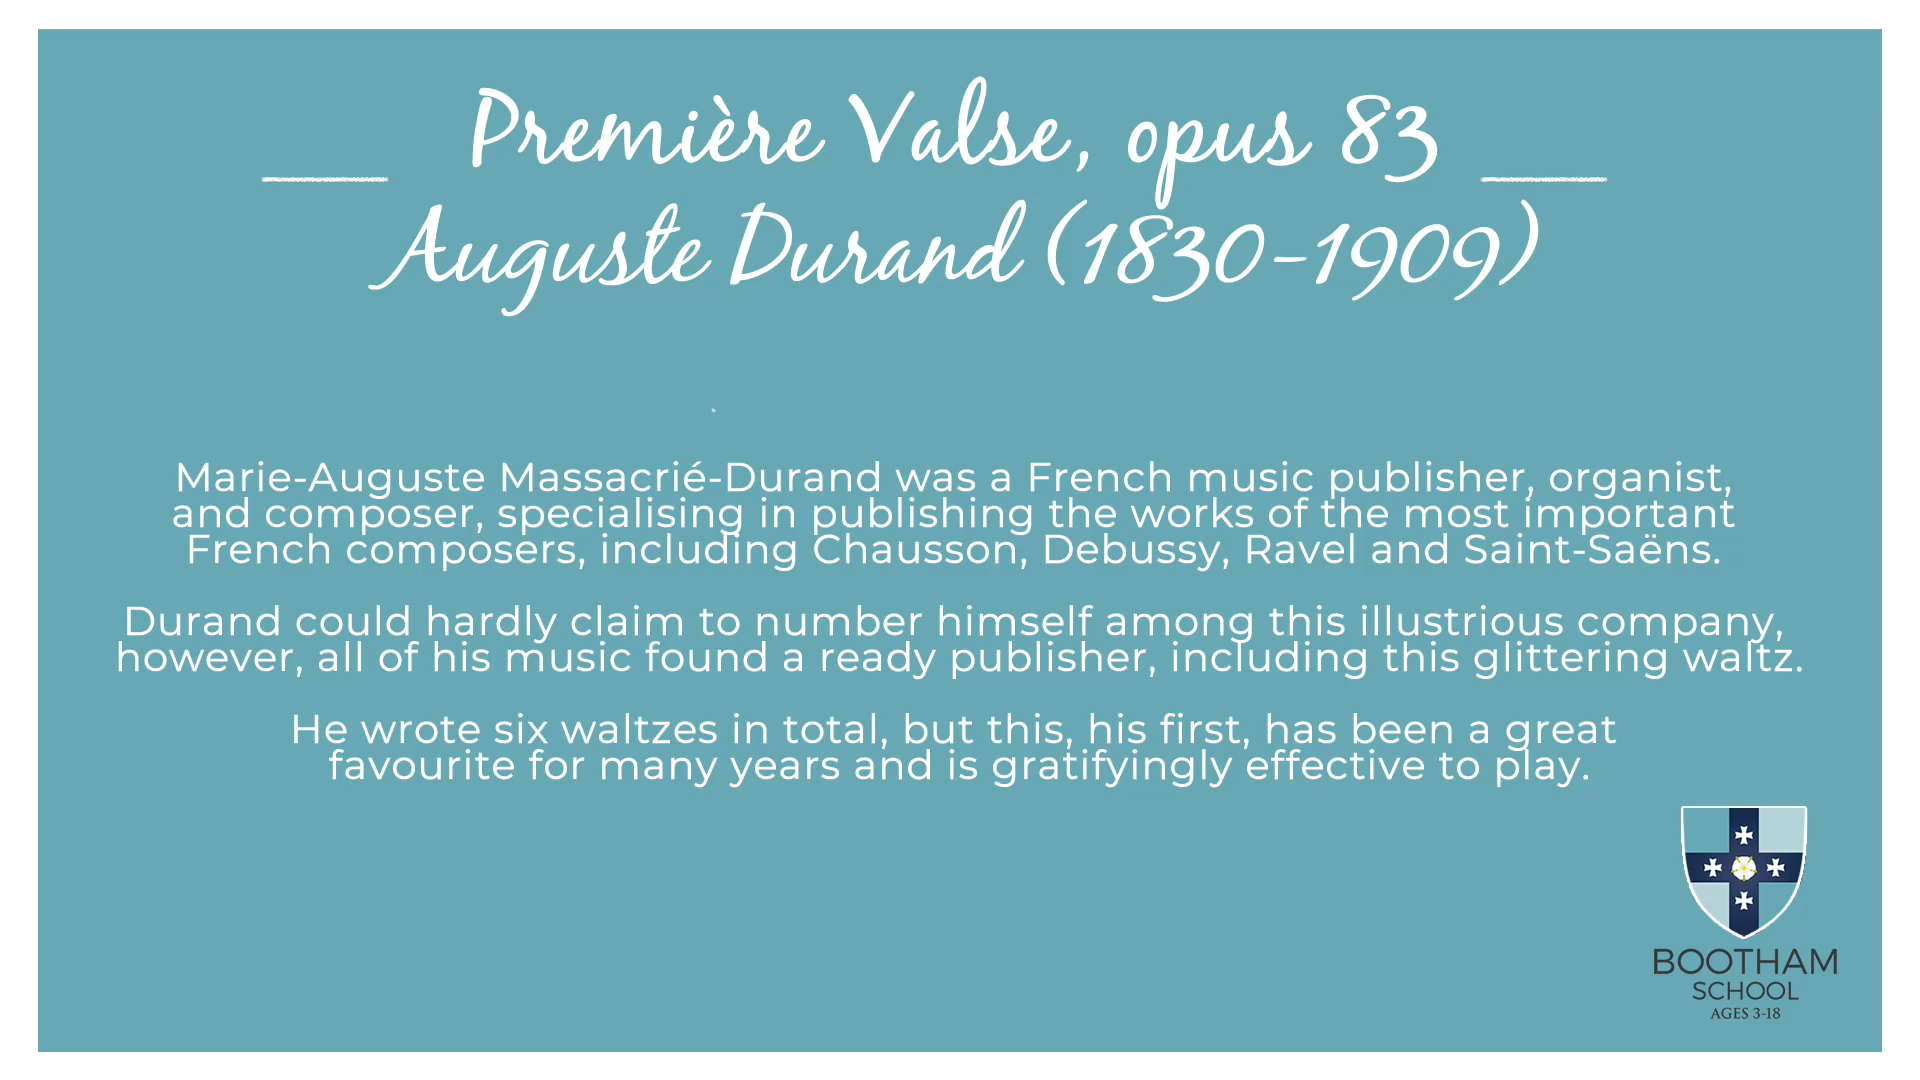 Première Valse, opus 83
Auguste Durand (1830-1909)
Marie-Auguste Massacrié-Durand was a French music publisher, organist,
and composer, specialising in publishing the works of the most important
French composers, including Chausson, Debussy, Ravel and Saint-Saëns.
Durand could hardly claim to number himself among this illustrious company,
however, all of his music found a ready publisher, including this glittering waltz.
He wrote six waltzes in total, but this, his first, has been a great
favourite for many years and is gratifyingly effective to play.
BOOTHAM
SCHOOL
AGES 3-18